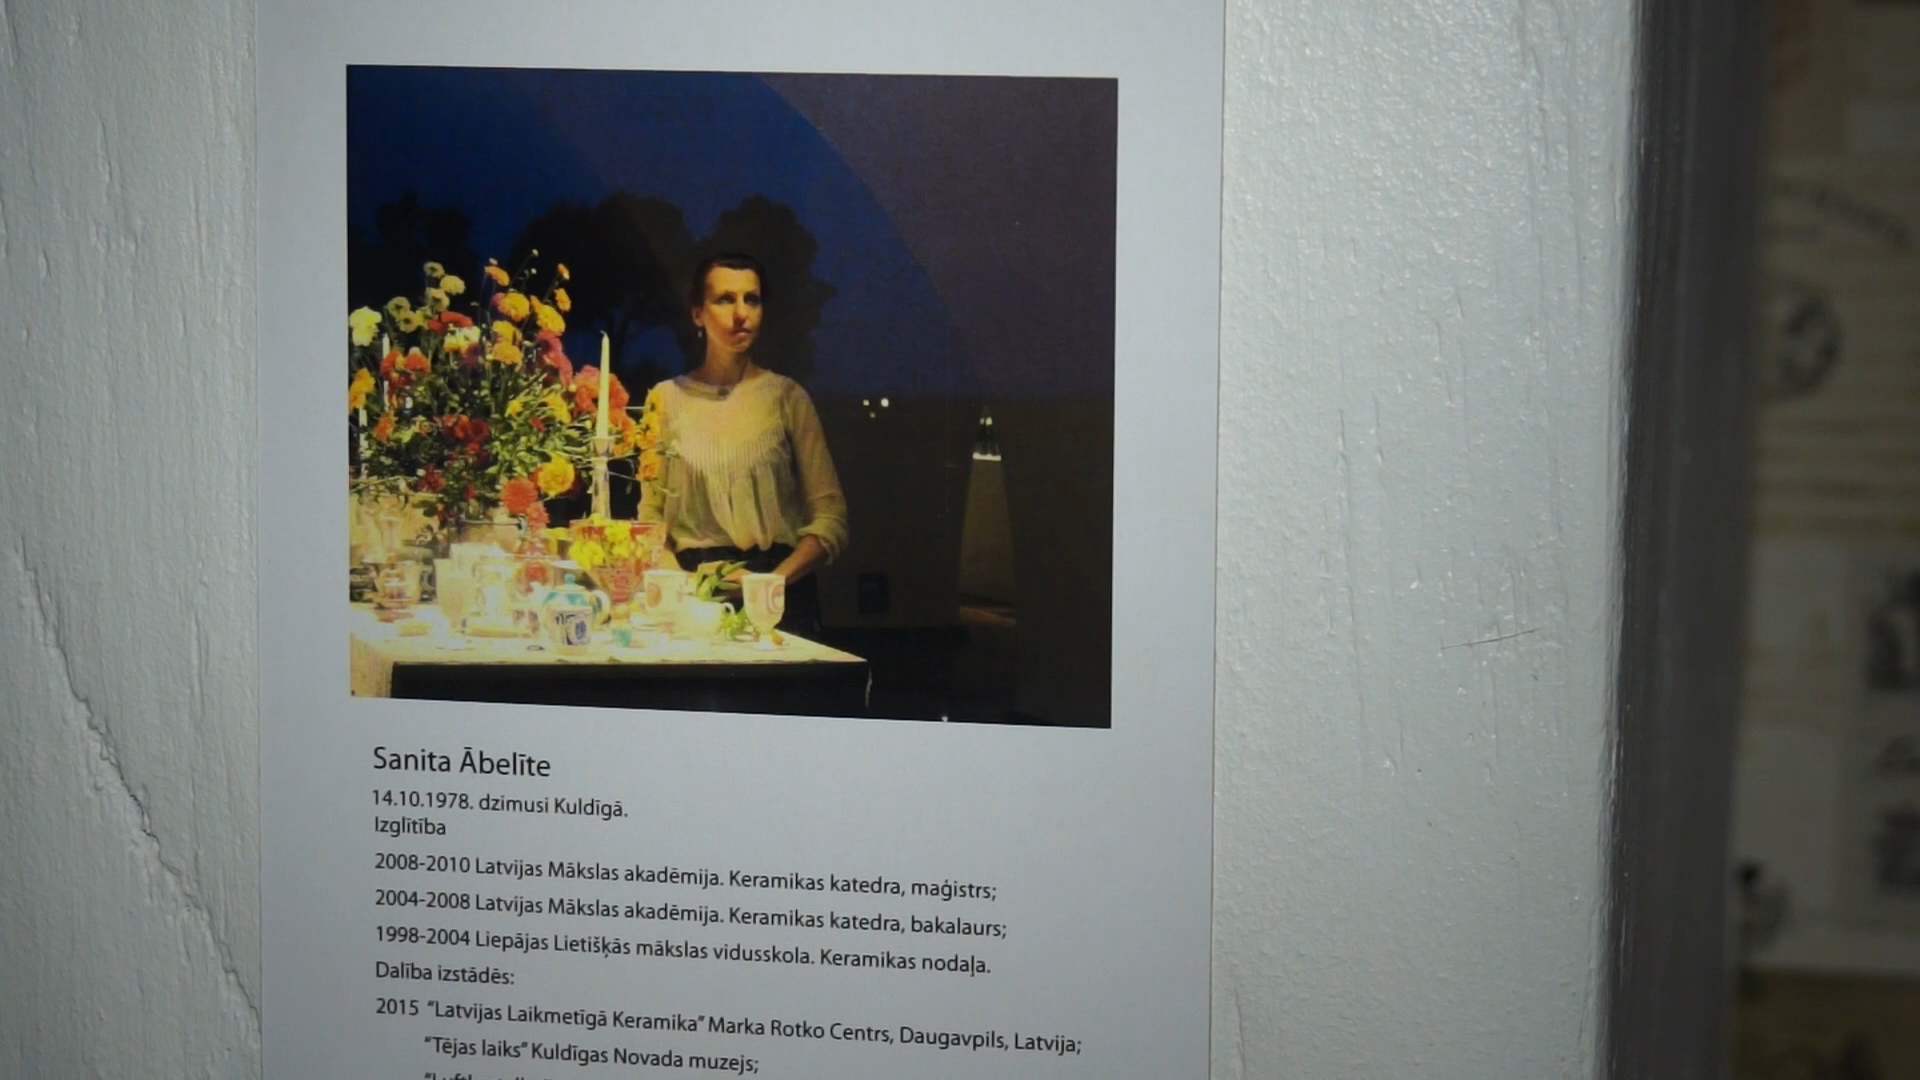 Sanita Ābelīte
14.10.1978. dzimusi Kuldīgā.
Izglītība
2008-2010 Latvijas Mākslas akadēmija. Keramikas katedra, maģistrs;
2004-2008 Latvijas Mākslas akadēmija. Keramikas katedra, bakalaurs;
1998-2004 Liepājas Lietišķās mākslas vidusskola. Keramikas nodaļa.
Dalība izstādēs:
2015 “Latvijas Laikmetīgā Keramika” Marka Rotko Centrs, Daugavpils, Latvija;
“Tējas laiks” Kuldīgas Novada muzejs;